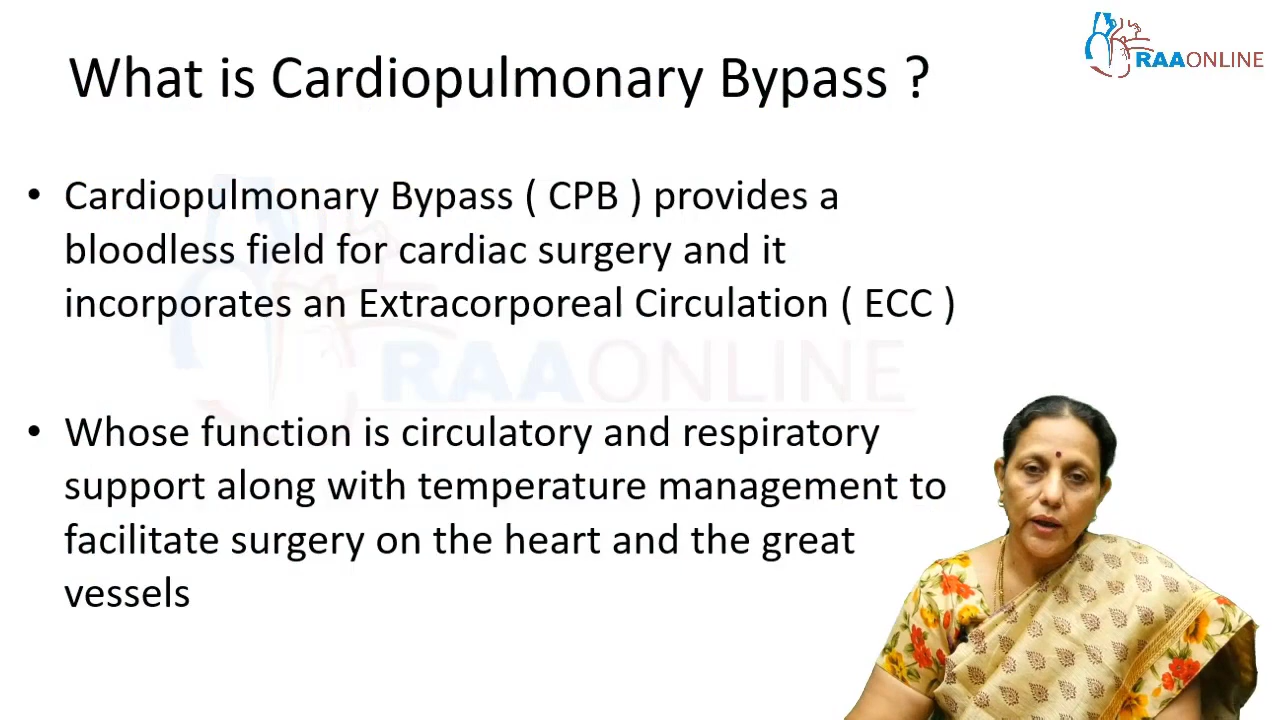 RAAONLINE
What is Cardiopulmonary Bypass ?
• Cardiopulmonary Bypass ( CPB ) provides a
bloodless field for cardiac surgery and it
incorporates an Extracorporeal Circulation ( ECC )
RAAONLINE
• Whose function is circulatory and respiratory
support along with temperature management to
facilitate surgery on the heart and the great
vessels